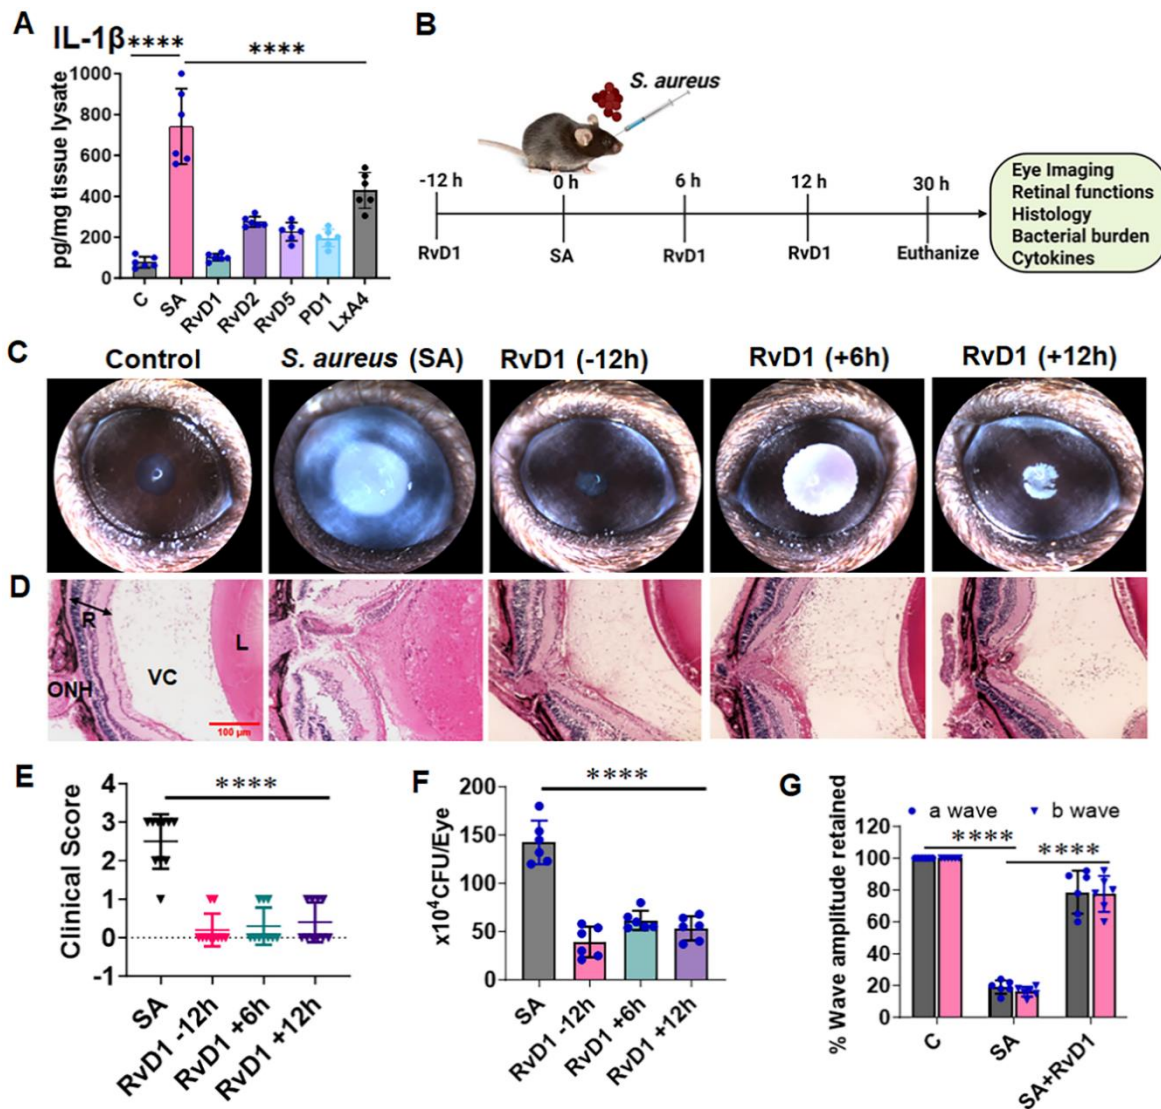 A
IL-1β
****
****
pg/mg tissue lysate
1000
800
600
400
200
0
C
SA
RvD1
RvD2
RvD5
PD1
LxA4
B
S. aureus
-12 h
0 h
6 h
12 h
30 h
RvD1
SA
RvD1
RvD1
Euthanize
Eye Imaging
Retinal functions
Histology
Bacterial burden
Cytokines
C
Control
S. aureus (SA)
RvD1 (-12h)
RvD1 (+6h)
RvD1 (+12h)
D
R
L
VC
ONH
100 μm
E
Clinical Score
4
3
2
1
0
-1
****
SA
RvD1 -12h
RvD1 +6h
RvD1 +12h
F
x10⁴CFU/Eye
200
150
100
50
0
****
SA
RvD1 -12h
RvD1 +6h
RvD1 +12h
G
% Wave amplitude retained
a wave
b wave
120
100
80
60
40
20
0
****
****
C
SA
SA+RvD1